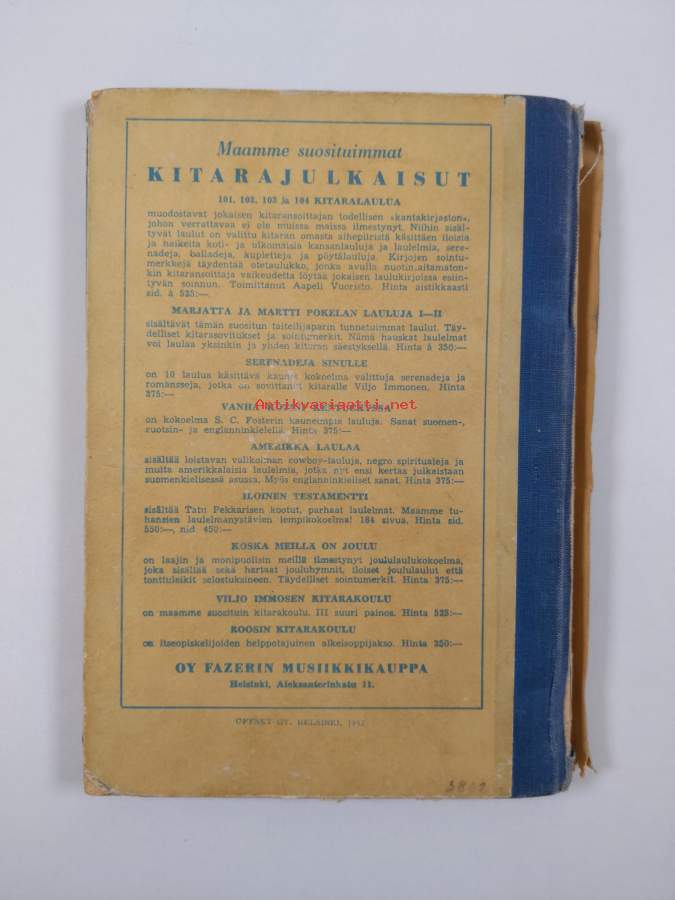 Maamme suosituimmat
KITARAJULKAISUT
101, 102, 103 ja 104 KITARALAULUA
muodostavat jokaisen kitaransoittajan todellisen »kantakirjaston»,
johon verrattavaa ei ole muissa maissa ilmestynyt. Niihin sisäl-
tyvät laulut on valittu kitaran omasta aihepiiristä käsittäen iloisia
ja haikeita koti- ja ulkomaisia kansanlauluja ja laulelmia, sere-
nadeja, balladeja, kupletteja ja pöytälauluja. Kirjojen sointu-
merkkejä täydentää otetaulukko, jonka avulla nuotinaitamaton-
kin kitaransoittaja vaikeudetta löytää jokaisen laulukirjoissa esiin-
tyvän soinnun. Toimittanut Aapeli Vuoristo. Hinta aistikkaasti
sid. à 525:—
MARJATTA JA MARTTI POKELAN LAULUJA I—II
sisältävät tämän suositun taiteilijaparin tunnetuimmat laulut. Täy-
delliset kitarasovitukset ja sointumerkit. Nämä hauskat laulelmat
voi laulaa yksinkin ja yhden kitaran säestyksellä. Hinta à 350:—
SERENADEJA SINULLE
on 10 laulua käsittävä kaunis kokoelma valittuja serenadeja ja
romansseja, jotka on sovittanut kitaralle Viljo Immonen. Hinta
375:—
Antikvariaatti.net
VANHA KOTINI KENTUCKYSSA
on kokoelma S. C. Fosterin kauneimpia lauluja. Sanat suomen-,
ruotsin- ja englanninkielellä. Hinta 375:—
AMERIKKA LAULAA
sisältää loistavan valikoiman cowboy-lauluja, negro spiritualeja ja
muita amerikkalaisia laulelmia, jotka nyt ensi kertaa julkaistaan
suomenkielisessä asussa. Myös englanninkieliset sanat. Hinta 375:—
ILOINEN TESTAMENTTI
sisältää Tatu Pekkarisen kootut, parhaat laulelmat. Maamme tu-
hansien laulelmanystävien lempikokoelma! 184 sivua. Hinta sid.
550:—, nid. 450:—
KOSKA MEILLÄ ON JOULU
on laajin ja monipuolisin meillä ilmestynyt joululaulukokoelma,
joka sisältää sekä hartaat jouluhymnit, iloiset joululaulut että
tonttuleikit selostuksineen. Täydelliset sointumerkit. Hinta 375:—
VILJO IMMOSEN KITARAKOULU
on maamme suosituin kitarakoulu. III suuri painos. Hinta 525:—
ROOSIN KITARAKOULU
on itseopiskelijoiden helppotajuinen alkeisoppijakso. Hinta 350:—
OY FAZERIN MUSIIKKIKAUPPA
Helsinki, Aleksanterinkatu 11.
OFFSET OY. HELSINKI, 1952